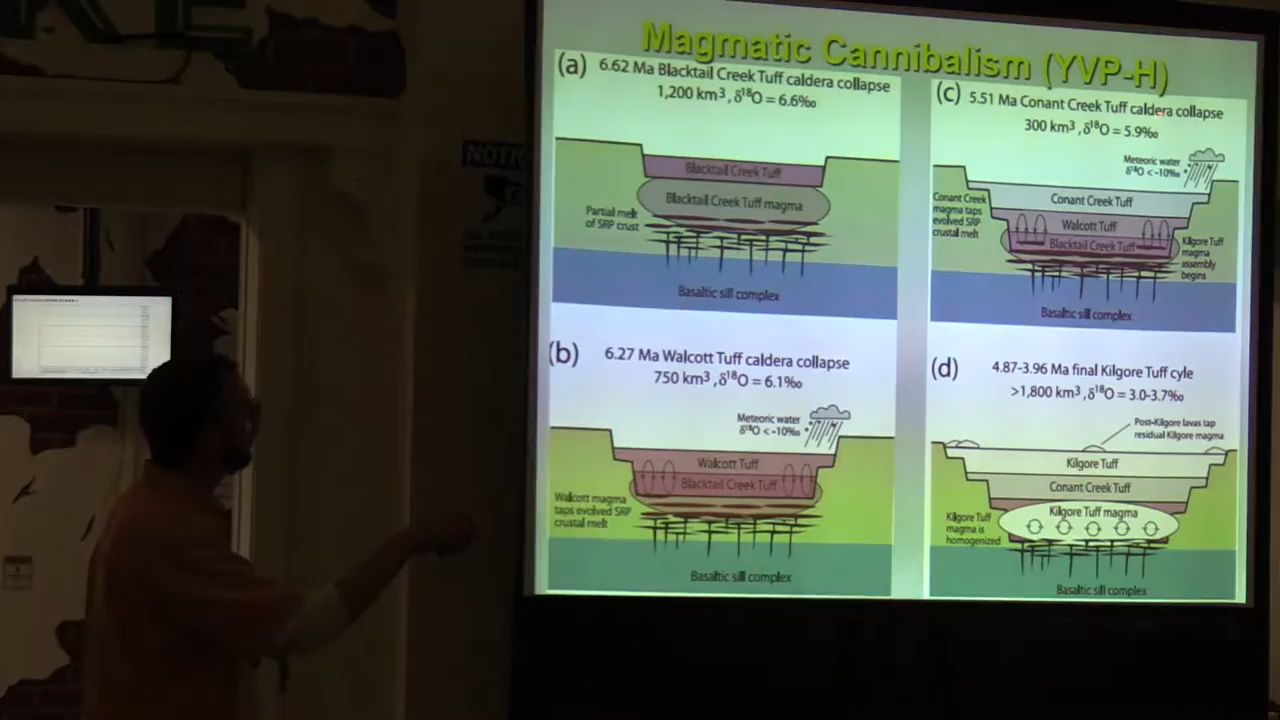 KE
NOTI
Magmatic Cannibalism (YVP-H)
(a) 6.62 Ma Blacktail Creek Tuff caldera collapse
1,200 km³, δ¹⁸O = 6.6‰
Blacktail Creek Tuff
Blacktail Creek Tuff magma
Partial melt
of SRP crust
Basaltic sill complex
(b) 6.27 Ma Walcott Tuff caldera collapse
750 km³, δ¹⁸O = 6.1‰
Meteoric water
δ¹⁸O < -10‰
Walcott Tuff
Blacktail Creek Tuff
Walcott magma
taps evolved SRP
crustal melt
Basaltic sill complex
(c) 5.51 Ma Conant Creek Tuff caldera collapse
300 km³, δ¹⁸O = 5.9‰
Meteoric water
δ¹⁸O < -10‰
Conant Creek
magma taps
evolved SRP
crustal melt
Conant Creek Tuff
Walcott Tuff
Blacktail Creek Tuff
Kilgore Tuff
magma
assembly
begins
Basaltic sill complex
(d) 4.87-3.96 Ma final Kilgore Tuff cyle
>1,800 km³, δ¹⁸O = 3.0-3.7‰
Post-Kilgore lavas tap
residual Kilgore magma
Kilgore Tuff
Conant Creek Tuff
Kilgore Tuff magma
Kilgore Tuff
magma is
homogenized
Basaltic sill complex